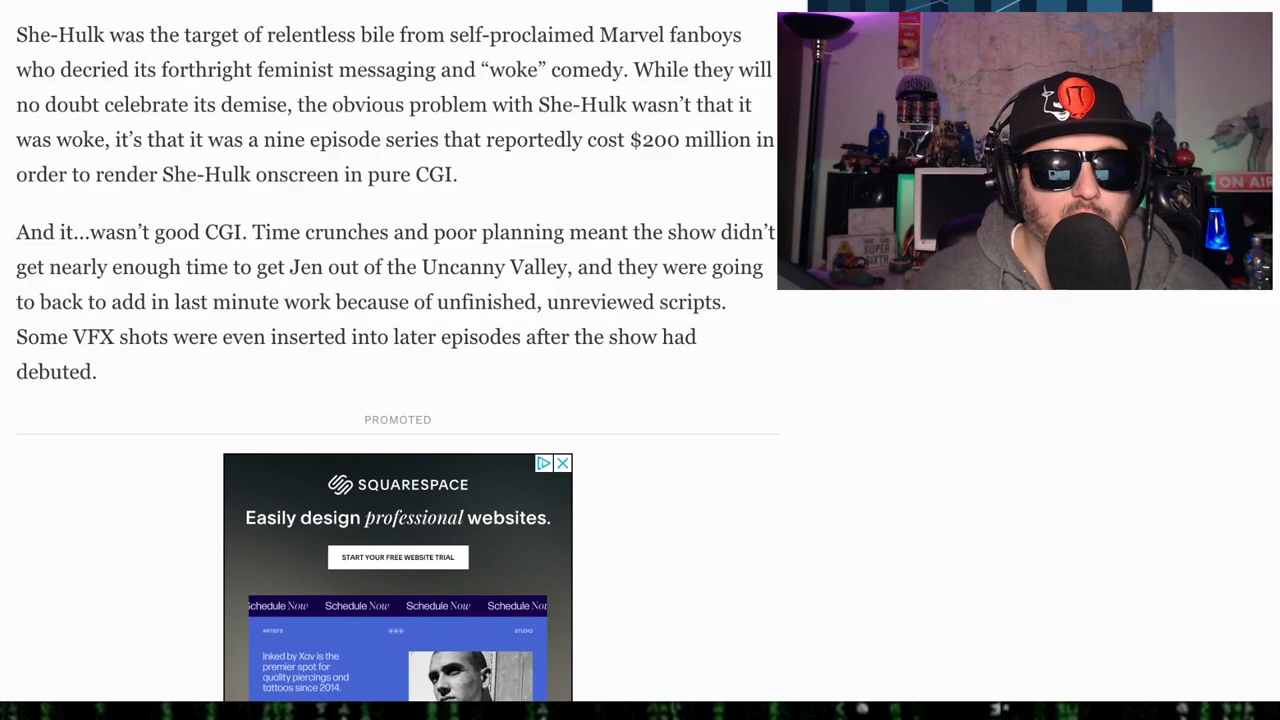 She-Hulk was the target of relentless bile from self-proclaimed Marvel fanboys
who decried its forthright feminist messaging and “woke” comedy. While they will
no doubt celebrate its demise, the obvious problem with She-Hulk wasn’t that it
was woke, it’s that it was a nine episode series that reportedly cost $200 million in
order to render She-Hulk onscreen in pure CGI.
And it…wasn’t good CGI. Time crunches and poor planning meant the show didn’t
get nearly enough time to get Jen out of the Uncanny Valley, and they were going
to back to add in last minute work because of unfinished, unreviewed scripts.
Some VFX shots were even inserted into later episodes after the show had
debuted.
ON AIR
PROMOTED
SQUARESPACE
Easily design professional websites.
START YOUR FREE WEBSITE TRIAL
Schedule Now Schedule Now Schedule Now Schedule Now
ARTISTS
STUDIO
Inked by Xav is the
premier spot for
quality piercings and
tattoos since 2014.